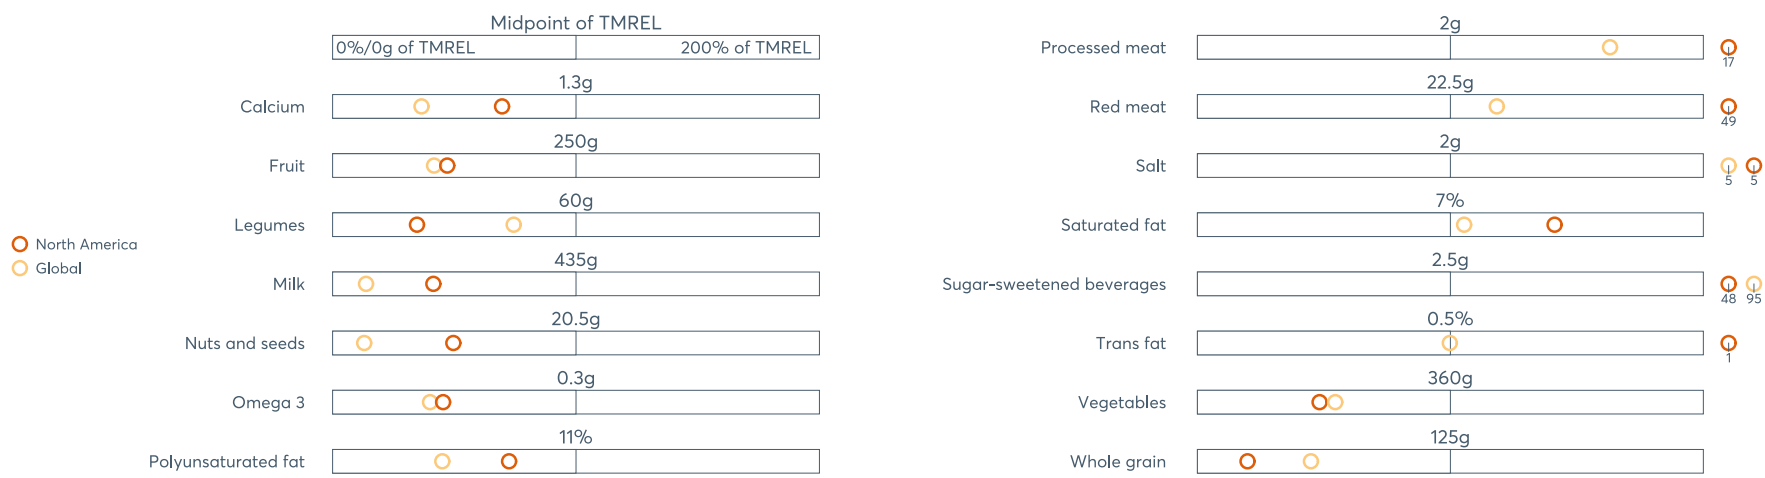 Midpoint of TMREL
0%/0g of TMREL 200% of TMREL
1.3g
Calcium
250g
Fruit
60g
Legumes
North America
Global
435g
Milk
20.5g
Nuts and seeds
0.3g
Omega 3
11%
Polyunsaturated fat
2g
Processed meat
17
22.5g
Red meat
49
2g
Salt
5 5
7%
Saturated fat
2.5g
Sugar-sweetened beverages
48 95
0.5%
Trans fat
1
360g
Vegetables
125g
Whole grain